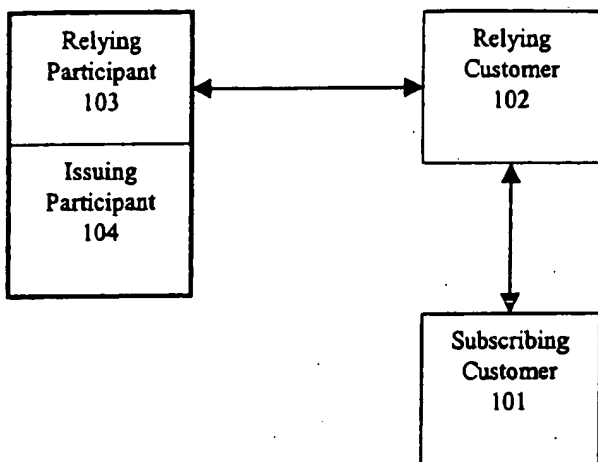 Relying
Participant
103
Relying
Customer
102
Issuing
Participant
104
Subscribing
Customer
101